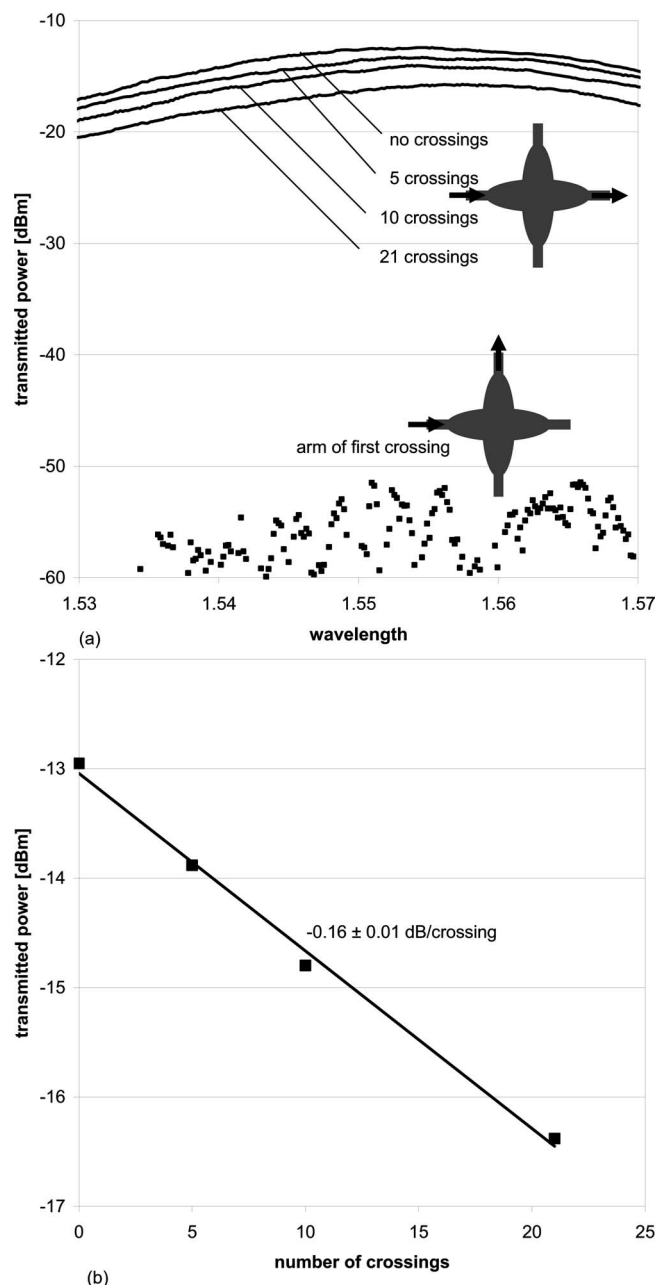 -10
-20
-30
-40
-50
-60
transmitted power [dBm]
no crossings
5 crossings
10 crossings
21 crossings
arm of first crossing
1.53
1.54
1.55
1.56
1.57
wavelength
(a)
-12
-13
-14
-15
-16
-17
transmitted power [dBm]
-0.16 ± 0.01 dB/crossing
0
5
10
15
20
25
number of crossings
(b)